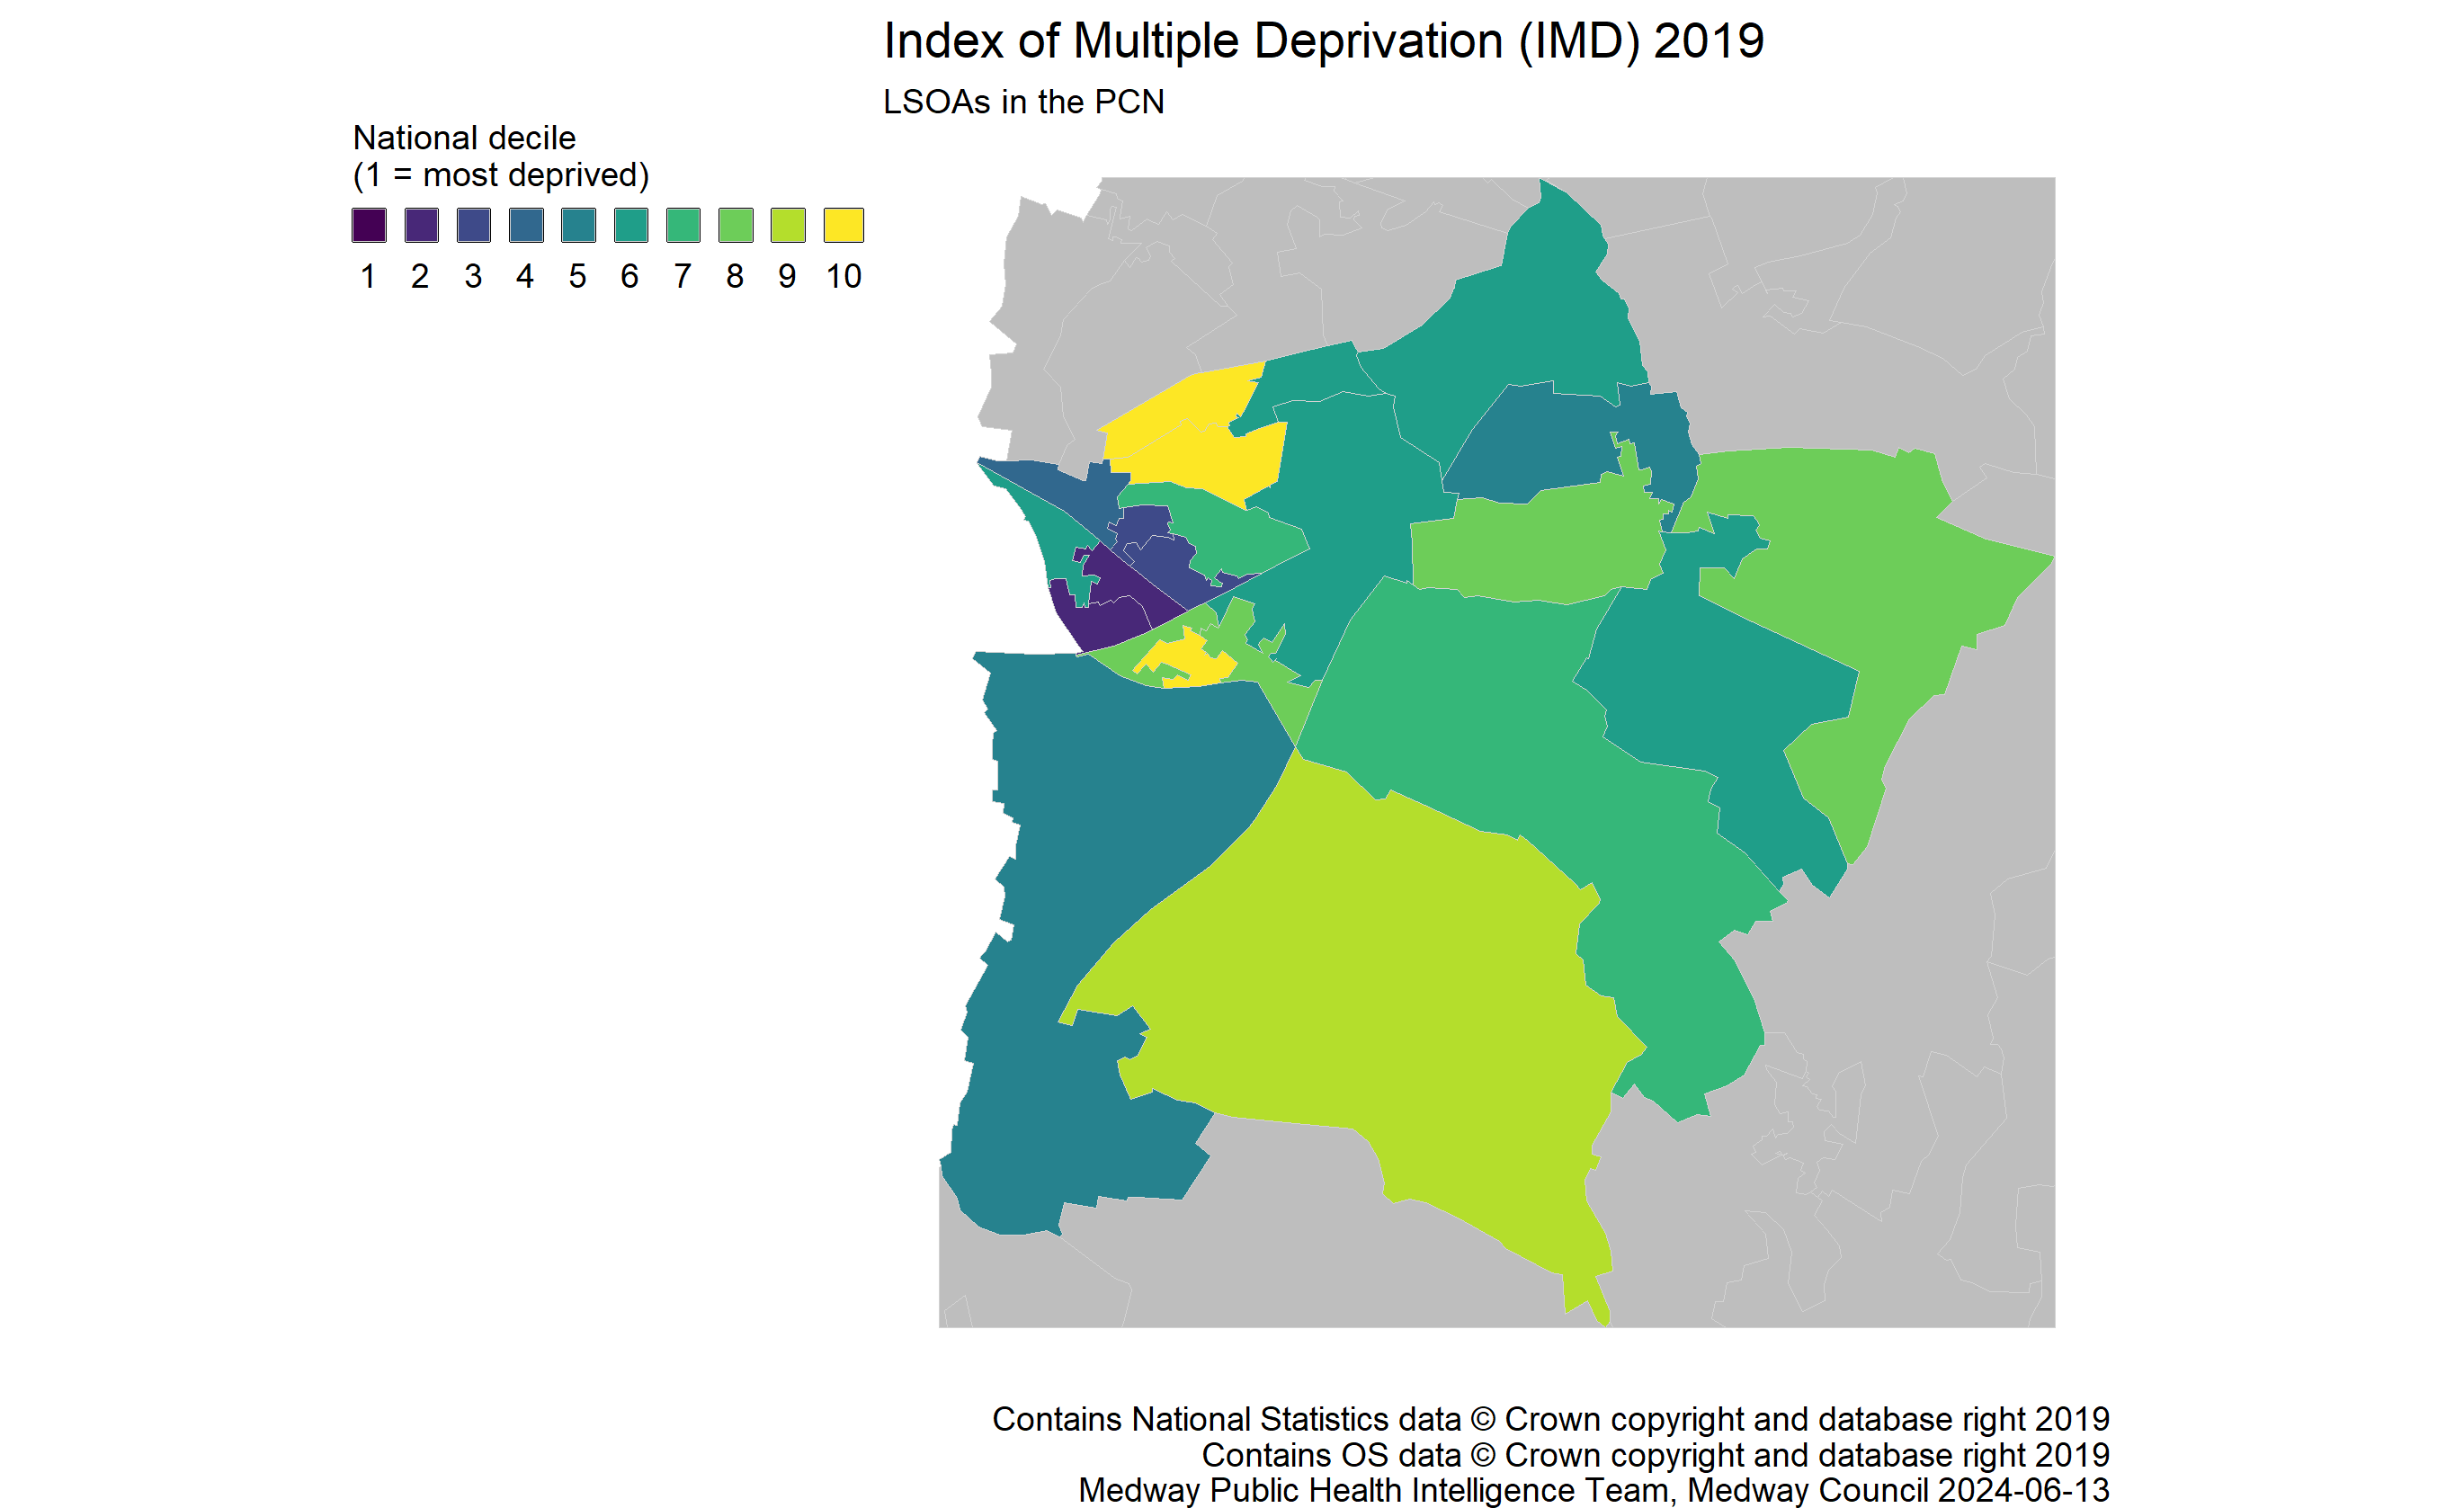 Index of Multiple Deprivation (IMD) 2019
LSOAs in the PCN
National decile
(1 = most deprived)
1 2 3 4 5 6 7 8 9 10
Contains National Statistics data © Crown copyright and database right 2019
Contains OS data © Crown copyright and database right 2019
Medway Public Health Intelligence Team, Medway Council 2024-06-13